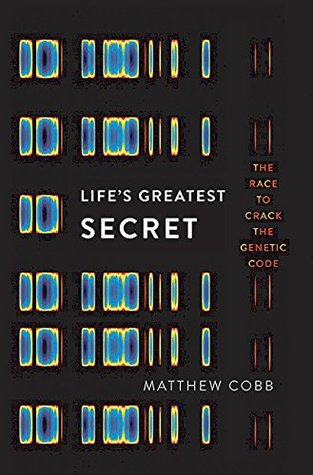 LIFE'S GREATEST
SECRET
THE
RACE
TO
CRACK
THE
GENETIC
CODE
MATTHEW COBB